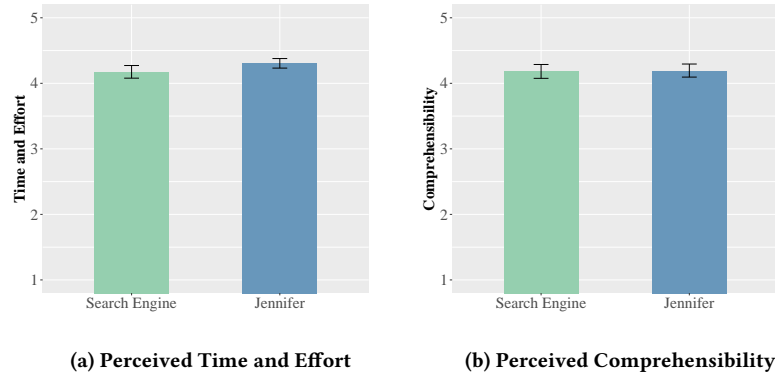 5
4
3
2
1
Time and Effort
Search Engine
Jennifer
(a) Perceived Time and Effort
5
4
3
2
1
Comprehensibility
Search Engine
Jennifer
(b) Perceived Comprehensibility